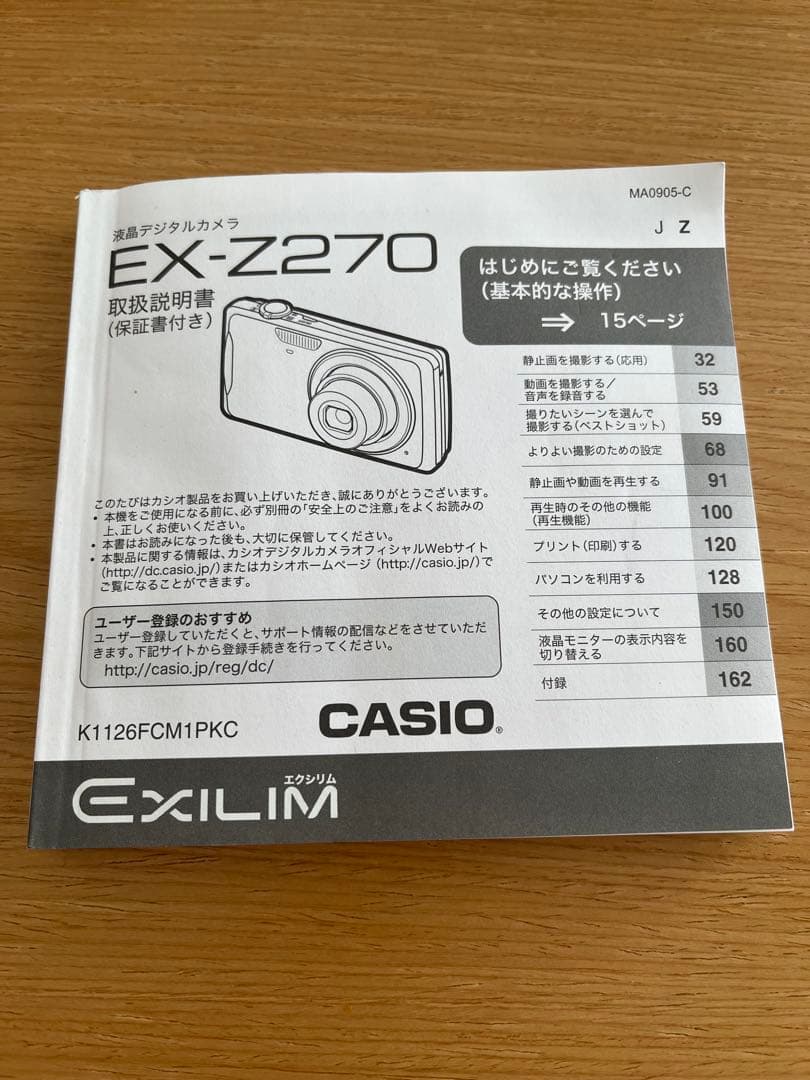 MA0905-C
J Z
液晶デジタルカメラ
EX-Z270
取扱説明書
(保証書付き)
はじめにご覧ください
(基本的な操作)
⇒ 15ページ
静止画を撮影する(応用) 32
動画を撮影する/
音声を録音する 53
撮りたいシーンを選んで
撮影する(ベストショット) 59
よりよい撮影のための設定 68
静止画や動画を再生する 91
再生時のその他の機能
(再生機能) 100
プリント(印刷)する 120
パソコンを利用する 128
その他の設定について 150
液晶モニターの表示内容を
切り替える 160
付録 162
このたびはカシオ製品をお買い上げいただき、誠にありがとうございます。
• 本機をご使用になる前に、必ず別冊の「安全上のご注意」をよくお読みの
上、正しくお使いください。
• 本書はお読みになった後も、大切に保管してください。
• 本製品に関する情報は、カシオデジタルカメラオフィシャルWebサイト
(http://dc.casio.jp/)またはカシオホームページ (http://casio.jp/)で
ご覧になることができます。
ユーザー登録のおすすめ
ユーザー登録していただくと、サポート情報の配信などをさせていただ
きます。下記サイトから登録手続きを行ってください。
http://casio.jp/reg/dc/
K1126FCM1PKC
CASIO®
エクシリム
EXILIM